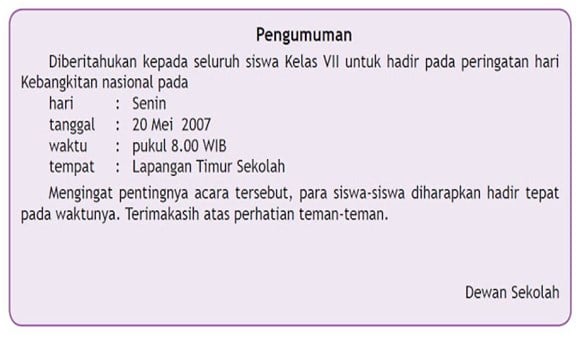 Pengumuman
Diberitahukan kepada seluruh siswa Kelas VII untuk hadir pada peringatan hari
Kebangkitan nasional pada
hari : Senin
tanggal : 20 Mei 2007
waktu : pukul 8.00 WIB
tempat : Lapangan Timur Sekolah
Mengingat pentingnya acara tersebut, para siswa-siswa diharapkan hadir tepat
pada waktunya. Terimakasih atas perhatian teman-teman.
Dewan Sekolah